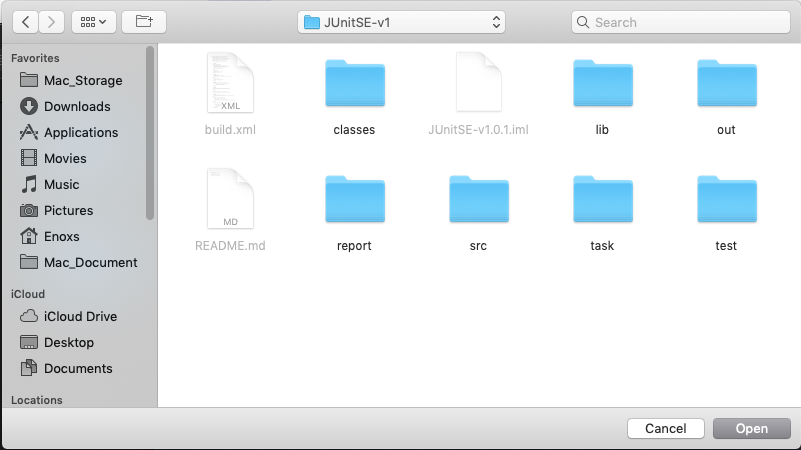 JUnitSE-v1
Search
Favorites
Mac_Storage
Downloads
Applications
Movies
Music
Pictures
Enoxs
Mac_Document
iCloud
iCloud Drive
Desktop
Documents
Locations
XML
build.xml
classes
JUnitSE-v1.0.1.iml
lib
out
MD
README.md
report
src
task
test
Cancel
Open